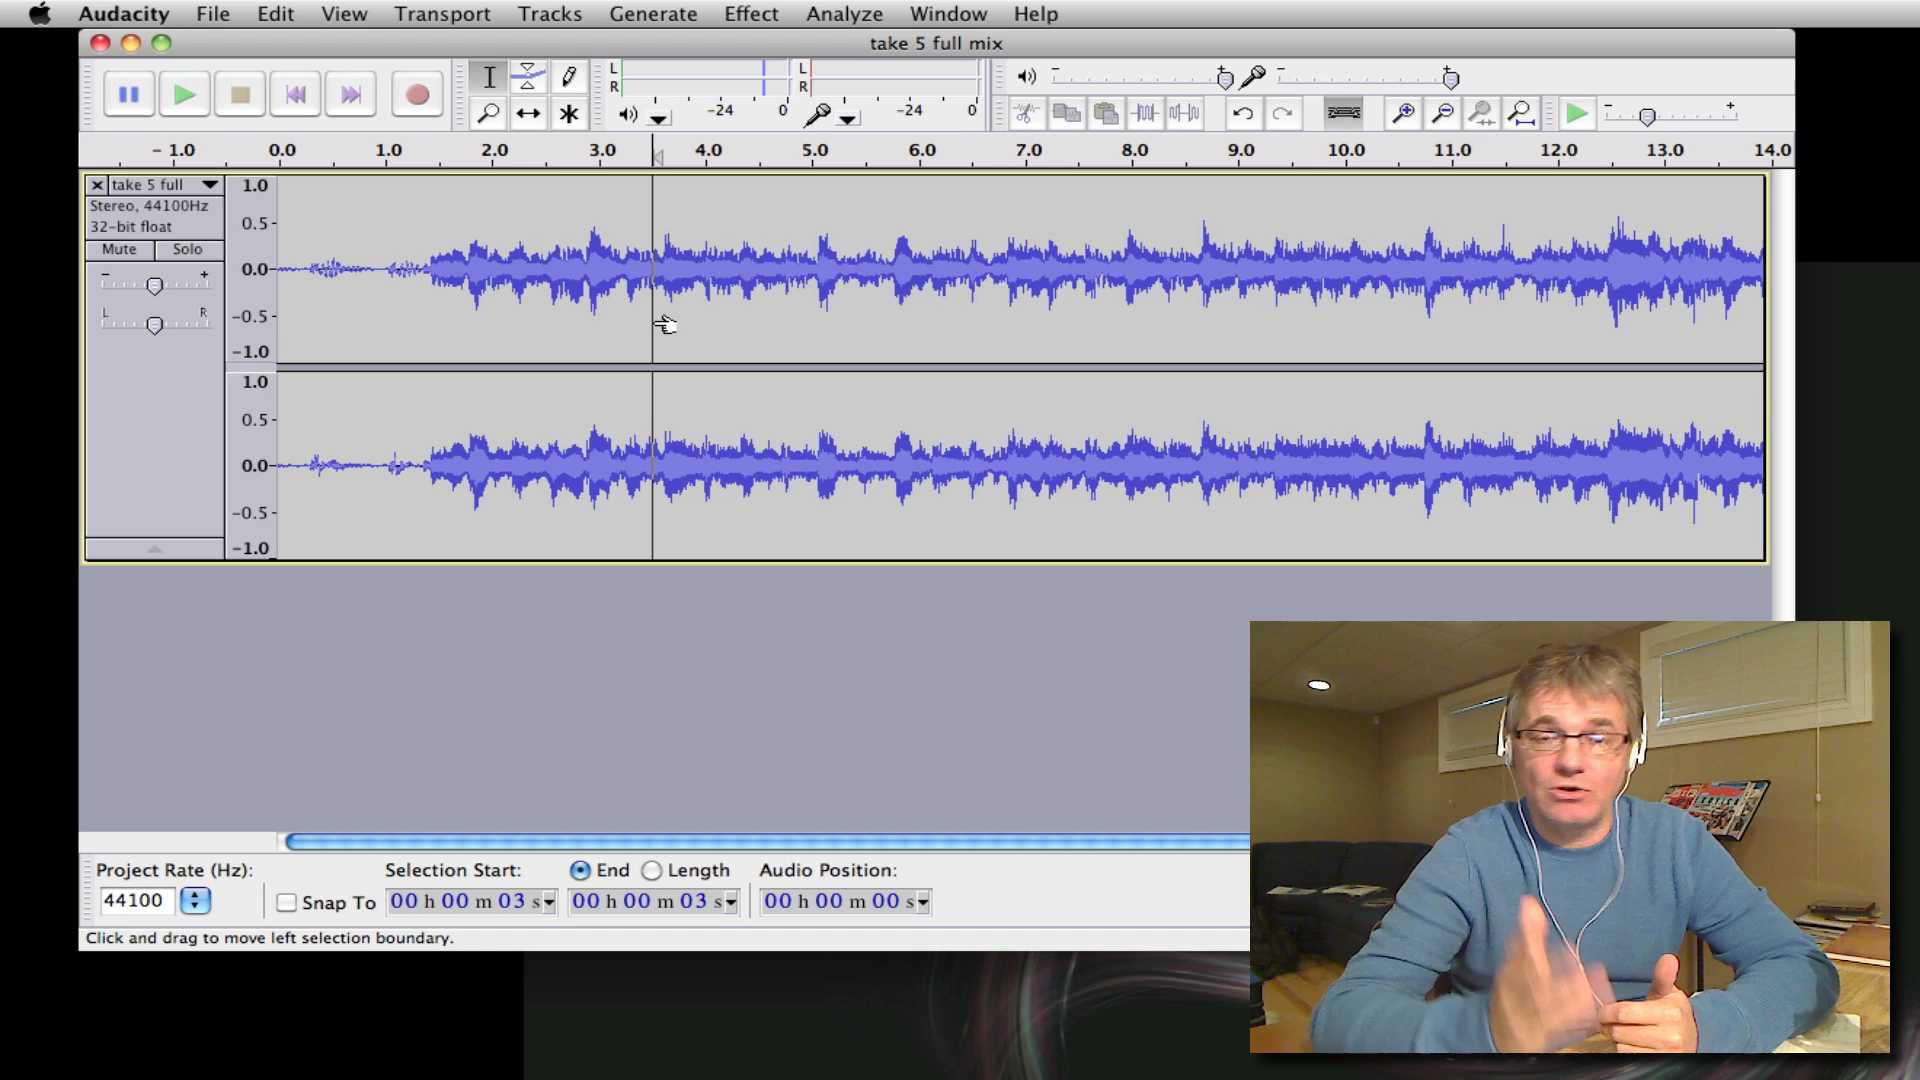 Audacity File Edit View Transport Tracks Generate Effect Analyze Window Help
take 5 full mix
L L
R R
-24 0 -24 0
- + - +
- +
- 1.0 0.0 1.0 2.0 3.0 4.0 5.0 6.0 7.0 8.0 9.0 10.0 11.0 12.0 13.0 14.0
take 5 full
Stereo, 44100Hz
32-bit float
Mute Solo
- +
L R
1.0
0.5-
0.0-
-0.5-
-1.0
1.0
0.5-
0.0-
-0.5-
-1.0
Project Rate (Hz): Selection Start: End Length Audio Position:
44100 Snap To 00 h 00 m 03 s 00 h 00 m 03 s 00 h 00 m 00 s
Click and drag to move left selection boundary.